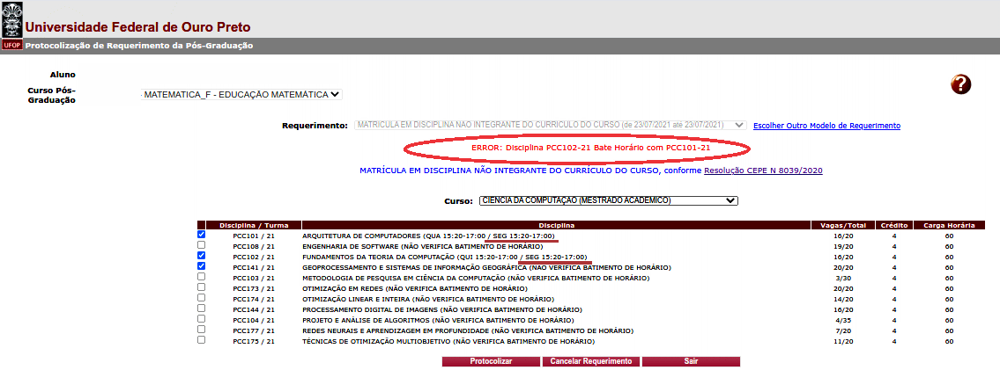 Universidade Federal de Ouro Preto
UFOP Protocolização de Requerimento da Pós-Graduação
Aluno
Curso Pós-Graduação - MATEMATICA_F - EDUCAÇÃO MATEMÁTICA
?
Requerimento: MATRICULA EM DISCIPLINA NAO INTEGRANTE DO CURRICULO DO CURSO (de 23/07/2021 até 23/07/2021) Escolher Outro Modelo de Requerimento
ERROR: Disciplina PCC102-21 Bate Horário com PCC101-21
MATRÍCULA EM DISCIPLINA NÃO INTEGRANTE DO CURRÍCULO DO CURSO, conforme Resolução CEPE N 8039/2020
Curso: CIENCIA DA COMPUTAÇÃO (MESTRADO ACADEMICO)
Disciplina / Turma Disciplina Vagas/Total Crédito Carga Horária
PCC101 / 21 ARQUITETURA DE COMPUTADORES (QUA 15:20-17:00 / SEG 15:20-17:00) 16/20 4 60
PCC108 / 21 ENGENHARIA DE SOFTWARE (NÃO VERIFICA BATIMENTO DE HORÁRIO) 19/20 4 60
PCC102 / 21 FUNDAMENTOS DA TEORIA DA COMPUTAÇÃO (QUI 15:20-17:00 / SEG 15:20-17:00) 16/20 4 60
PCC141 / 21 GEOPROCESSAMENTO E SISTEMAS DE INFORMAÇÃO GEOGRÁFICA (NÃO VERIFICA BATIMENTO DE HORÁRIO) 20/20 4 60
PCC103 / 21 METODOLOGIA DE PESQUISA EM CIÊNCIA DA COMPUTAÇÃO (NÃO VERIFICA BATIMENTO DE HORÁRIO) 3/30 4 60
PCC173 / 21 OTIMIZAÇÃO EM REDES (NÃO VERIFICA BATIMENTO DE HORÁRIO) 20/20 4 60
PCC174 / 21 OTIMIZAÇÃO LINEAR E INTEIRA (NÃO VERIFICA BATIMENTO DE HORÁRIO) 14/20 4 60
PCC144 / 21 PROCESSAMENTO DIGITAL DE IMAGENS (NÃO VERIFICA BATIMENTO DE HORÁRIO) 16/20 4 60
PCC104 / 21 PROJETO E ANÁLISE DE ALGORITMOS (NÃO VERIFICA BATIMENTO DE HORÁRIO) 4/35 4 60
PCC177 / 21 REDES NEURAIS E APRENDIZAGEM EM PROFUNDIDADE (NÃO VERIFICA BATIMENTO DE HORÁRIO) 7/20 4 60
PCC175 / 21 TÉCNICAS DE OTIMIZAÇÃO MULTIOBJETIVO (NÃO VERIFICA BATIMENTO DE HORÁRIO) 11/20 4 60
Protocolizar Cancelar Requerimento Sair